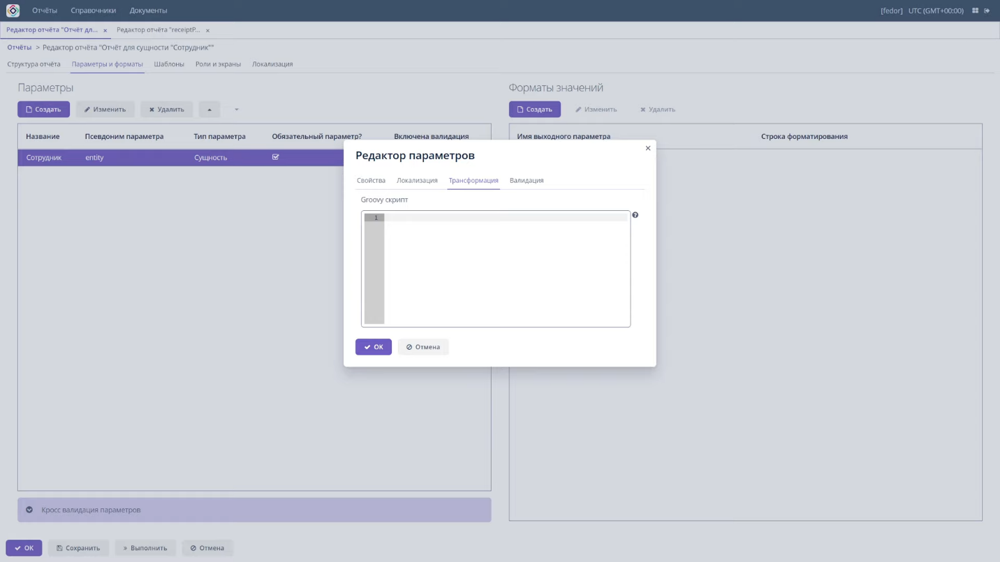 Отчёты Справочники Документы [fedor] UTC (GMT+00:00)
Редактор отчёта "Отчёт дл... × Редактор отчёта "receiptP... ×
Отчёты > Редактор отчёта "Отчёт для сущности "Сотрудник""
Структура отчёта Параметры и форматы Шаблоны Роли и экраны Локализация
Параметры Форматы значений
Создать Изменить Удалить Создать Изменить Удалить
Название Псевдоним параметра Тип параметра Обязательный параметр? Включена валидация Имя выходного параметра Строка форматирования
Сотрудник entity Сущность
Редактор параметров
Свойства Локализация Трансформация Валидация
Groovy скрипт
1
OK Отмена
Кросс валидация параметров
OK Сохранить Выполнить Отмена